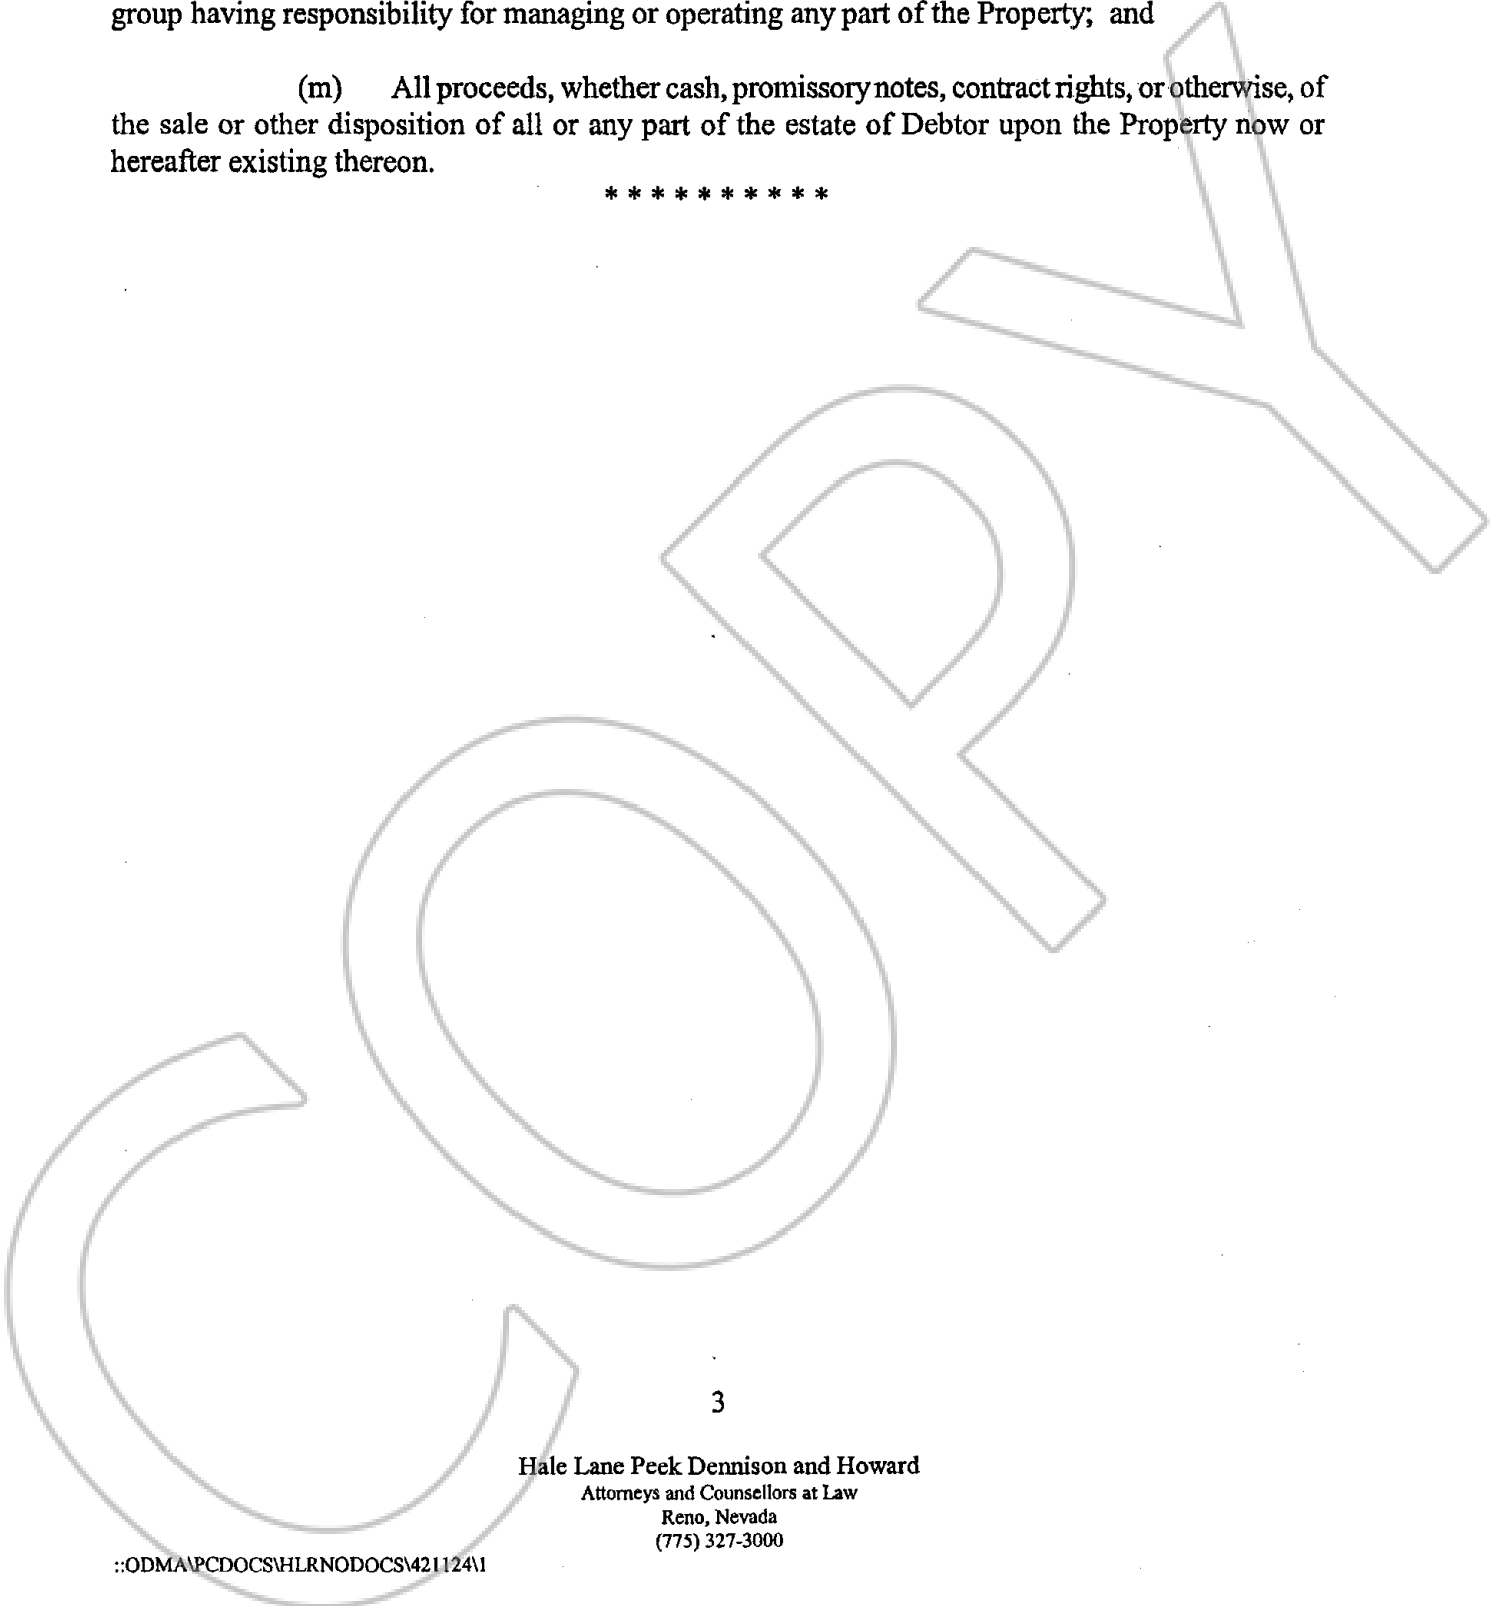 group having responsibility for managing or operating any part of the Property; and
(m) All proceeds, whether cash, promissory notes, contract rights, or otherwise, of
the sale or other disposition of all or any part of the estate of Debtor upon the Property now or
hereafter existing thereon.
* * * * * * * * * *
COPY
3
Hale Lane Peek Dennison and Howard
Attorneys and Counsellors at Law
Reno, Nevada
(775) 327-3000
::ODMA\PCDOCS\HLRNODOCS\421124\1